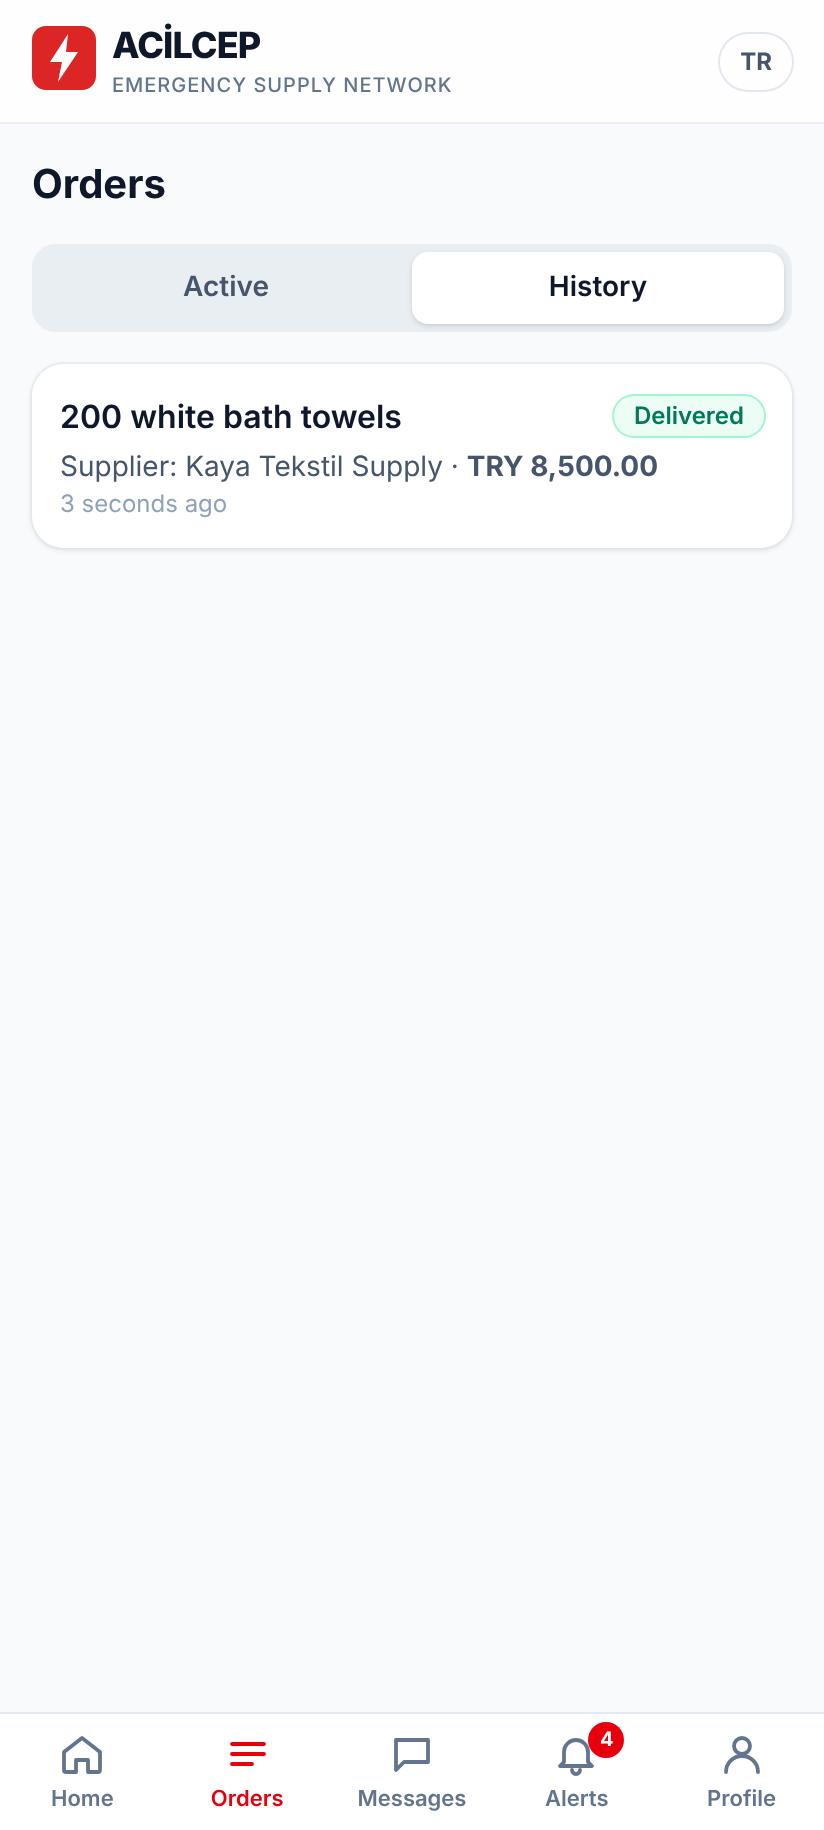 ACİLCEP
EMERGENCY SUPPLY NETWORK
TR
Orders
Active
History
200 white bath towels
Delivered
Supplier: Kaya Tekstil Supply · TRY 8,500.00
3 seconds ago
4
Home
Orders
Messages
Alerts
Profile